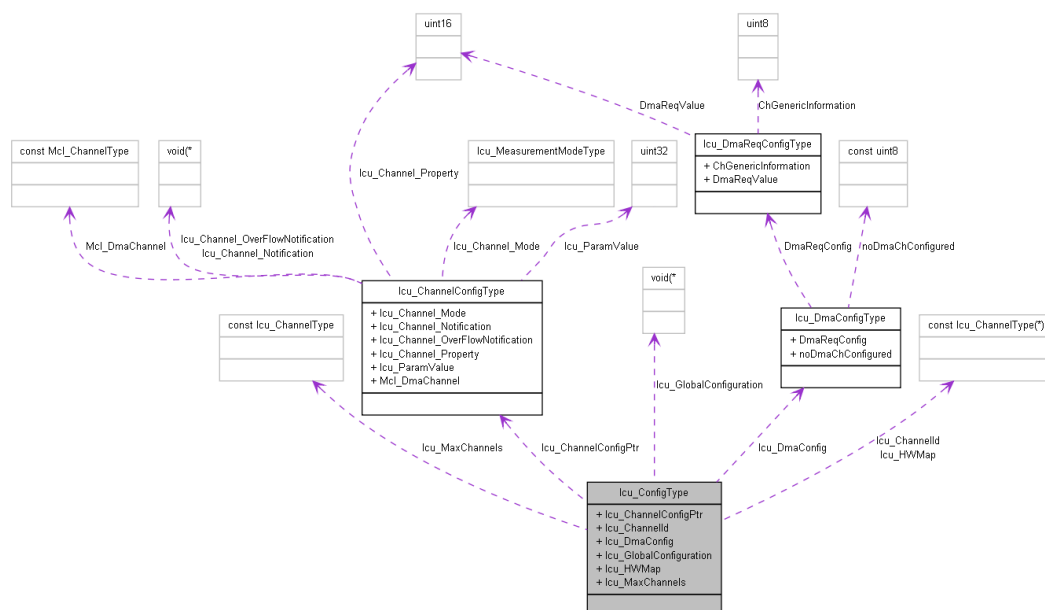 uint16
uint8
DmaReqValue
ChGenericInformation
const Mcl_ChannelType
void(*
Icu_MeasurementModeType
uint32
Icu_DmaReqConfigType
+ ChGenericInformation
+ DmaReqValue
const uint8
Icu_Channel_Property
Mcl_DmaChannel
Icu_Channel_OverFlowNotification
Icu_Channel_Notification
Icu_Channel_Mode
Icu_ParamValue
DmaReqConfig
noDmaChConfigured
Icu_ChannelConfigType
+ Icu_Channel_Mode
+ Icu_Channel_Notification
+ Icu_Channel_OverFlowNotification
+ Icu_Channel_Property
+ Icu_ParamValue
+ Mcl_DmaChannel
void(*
const Icu_ChannelType
Icu_DmaConfigType
+ DmaReqConfig
+ noDmaChConfigured
const Icu_ChannelType(*)
Icu_GlobalConfiguration
Icu_MaxChannels
Icu_ChannelConfigPtr
Icu_DmaConfig
Icu_ChannelId
Icu_HWMap
Icu_ConfigType
+ Icu_ChannelConfigPtr
+ Icu_ChannelId
+ Icu_DmaConfig
+ Icu_GlobalConfiguration
+ Icu_HWMap
+ Icu_MaxChannels